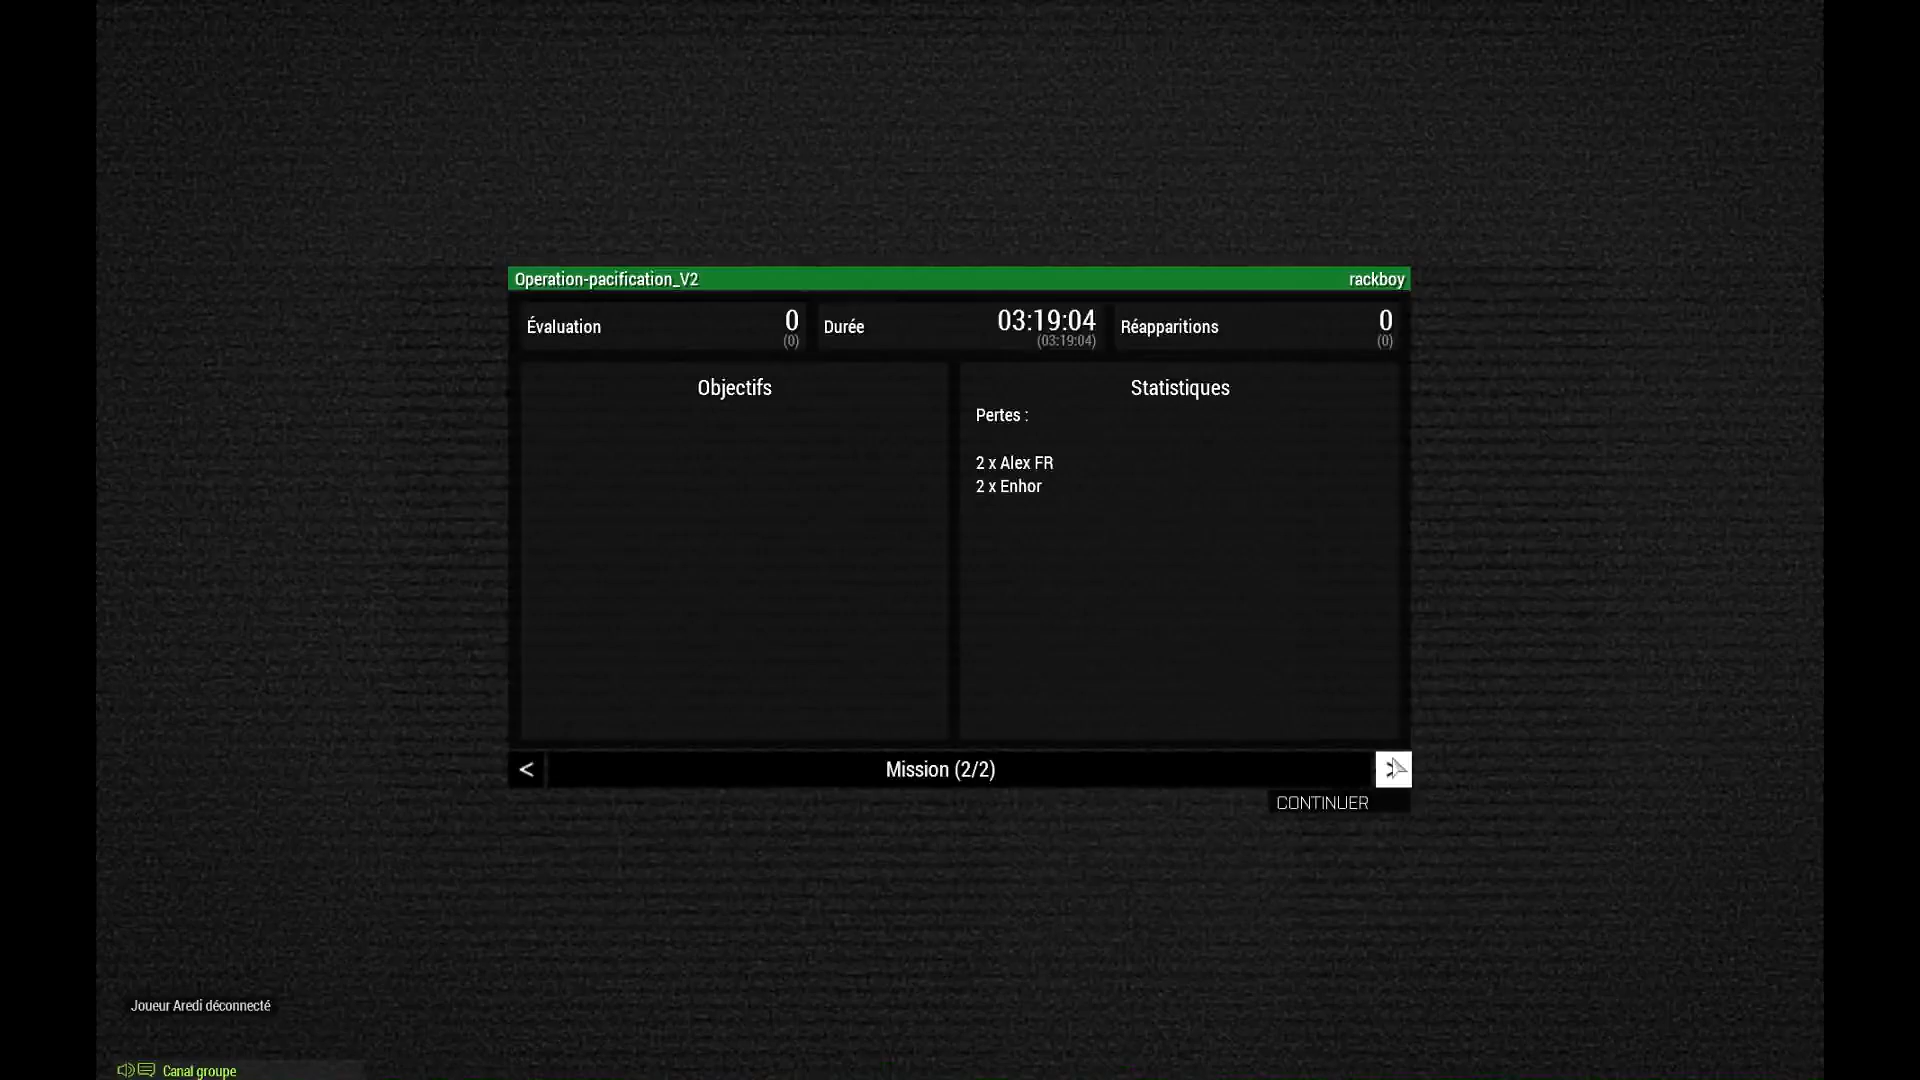 Operation-pacification_V2 rackboy
Évaluation 0 (0) Durée 03:19:04 (03:19:04) Réapparitions 0 (0)
Objectifs
Statistiques
Pertes :
2 x Alex FR
2 x Enhor
< Mission (2/2) >
CONTINUER
Joueur Aredi déconnecté
Canal groupe